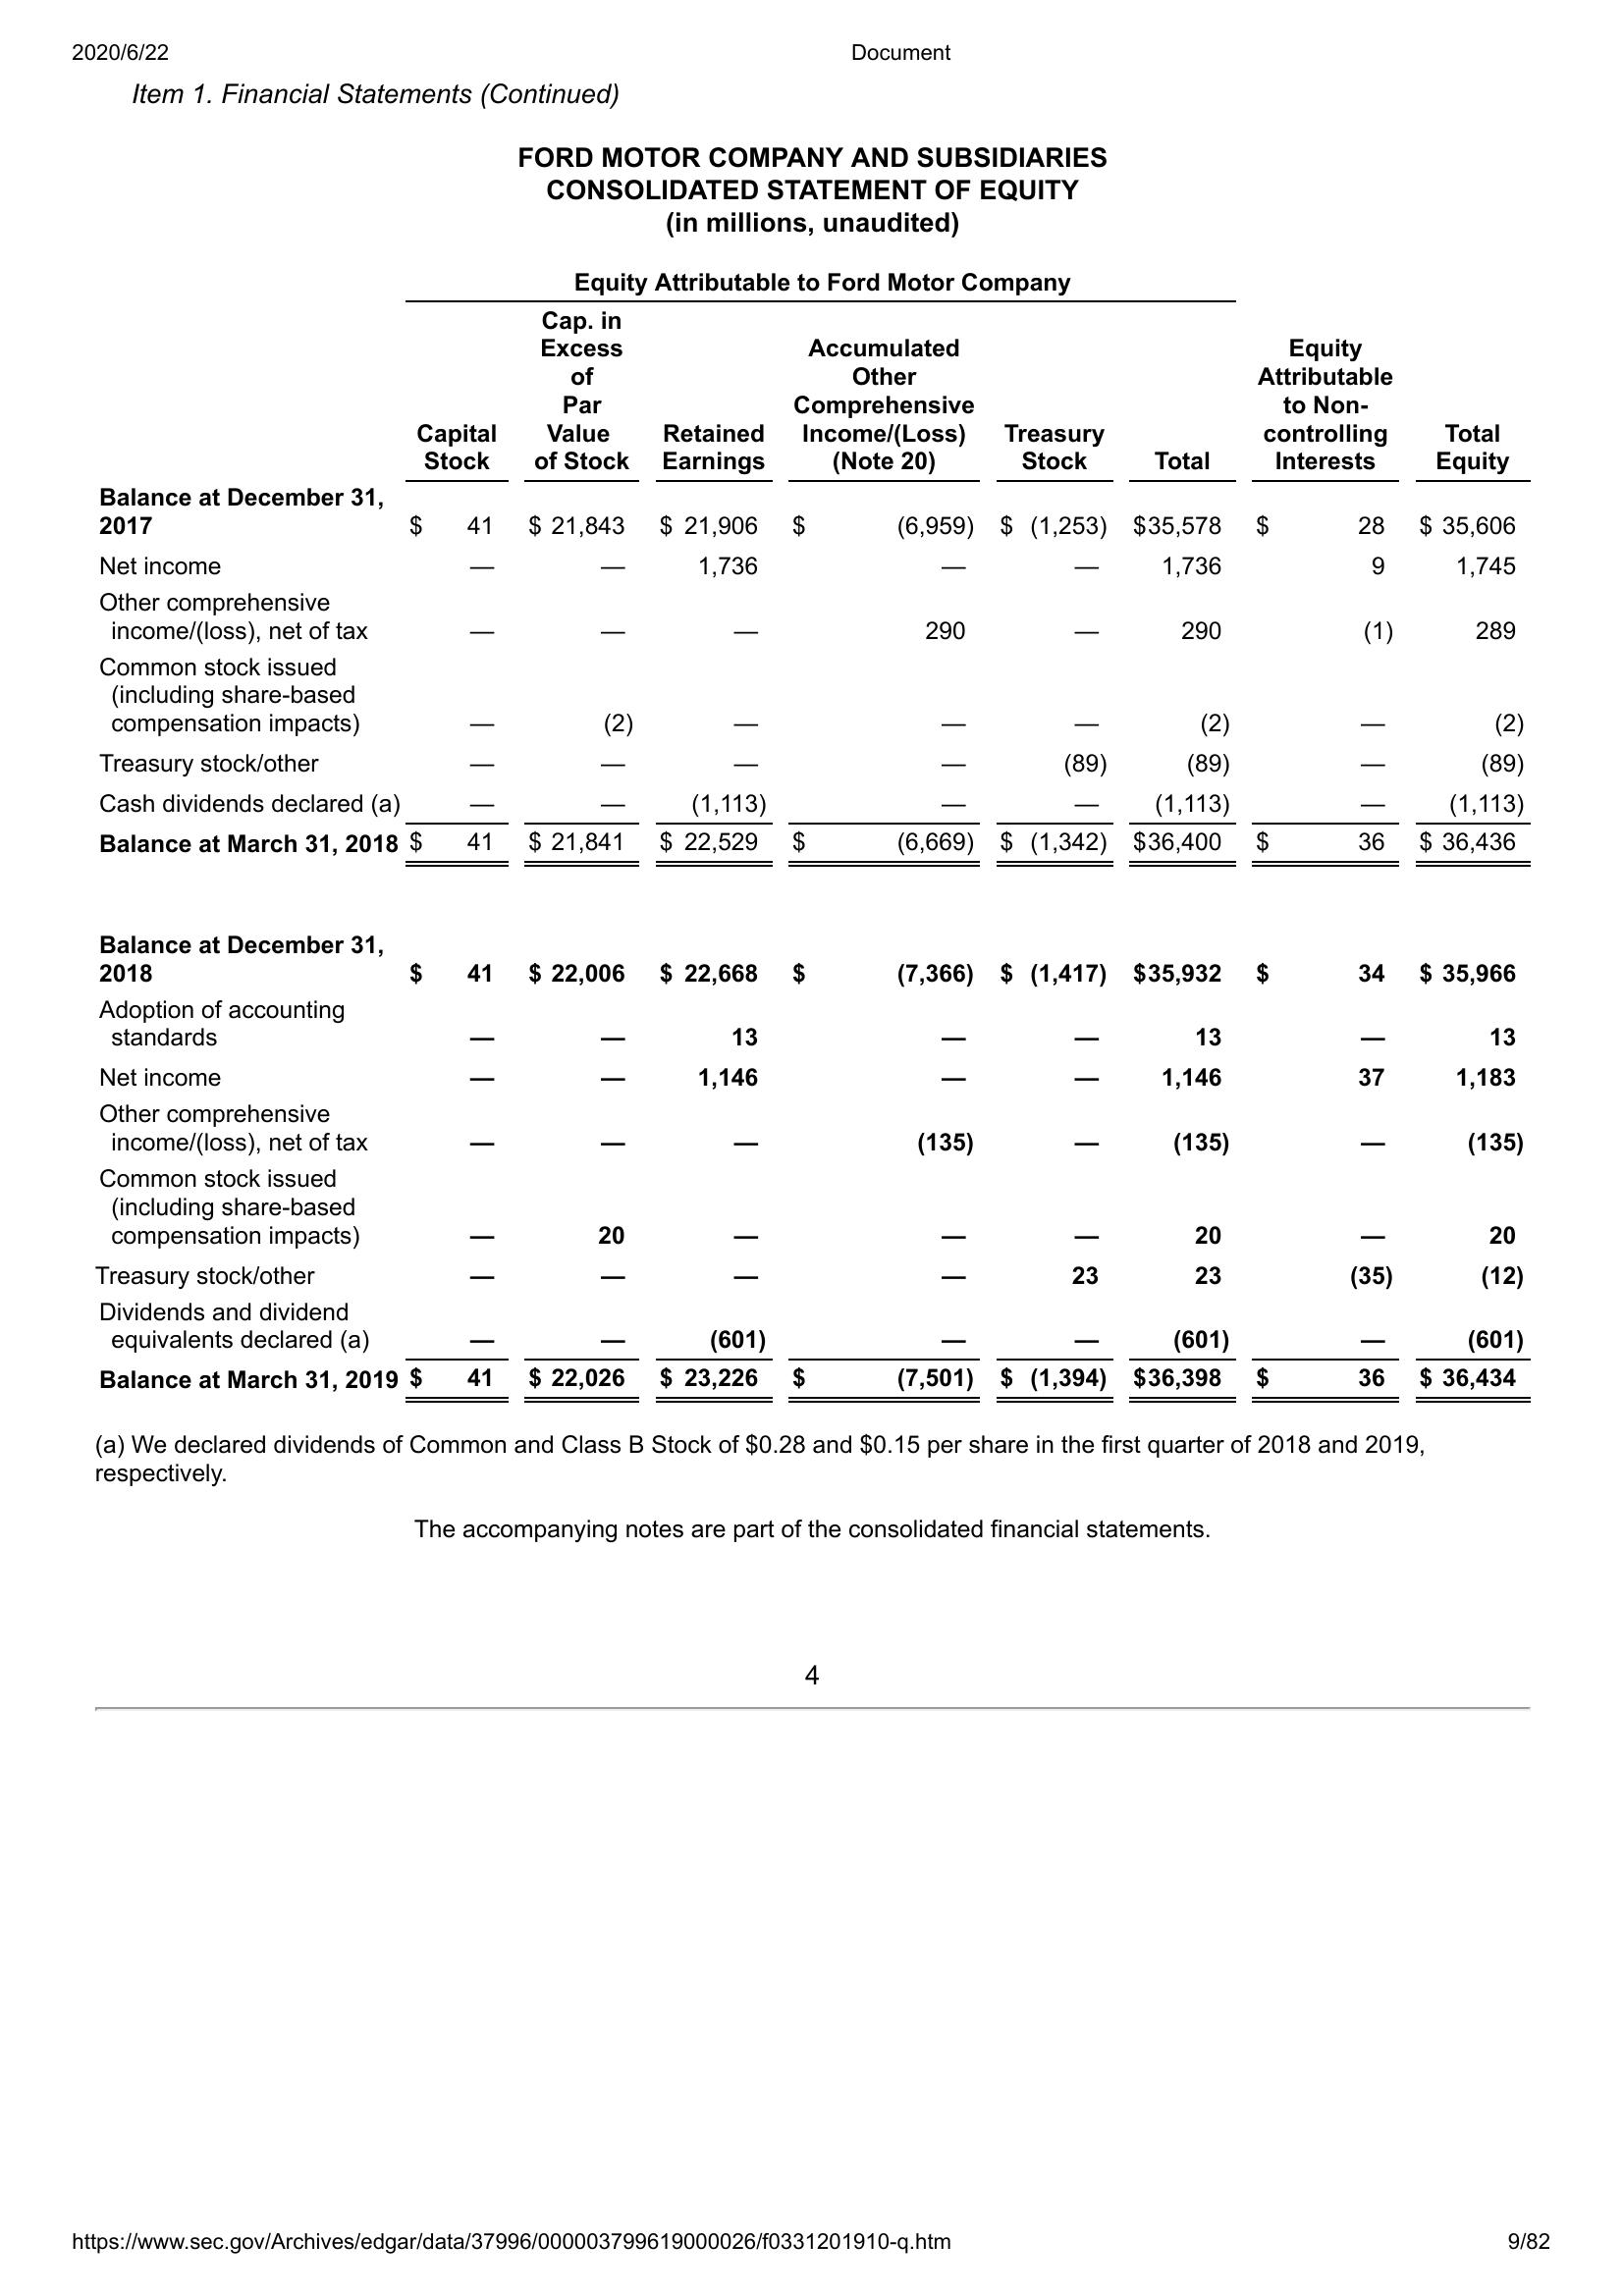 2020/6/22 Document
Item 1. Financial Statements (Continued)
FORD MOTOR COMPANY AND SUBSIDIARIES
CONSOLIDATED STATEMENT OF EQUITY
(in millions, unaudited)
Equity Attributable to Ford Motor Company
Cap. in
Excess Accumulated Equity
of Other Attributable
Par Comprehensive to Non-
Capital Value Retained Income/(Loss) Treasury controlling Total
Stock of Stock Earnings (Note 20) Stock Total Interests Equity
Balance at December 31,
2017 $ 41 $ 21,843 $ 21,906 $ (6,959) $ (1,253) $35,578 $ 28 $ 35,606
Net income — — 1,736 — — 1,736 9 1,745
Other comprehensive
income/(loss), net of tax — — — 290 — 290 (1) 289
Common stock issued
(including share-based
compensation impacts) — (2) — — — (2) — (2)
Treasury stock/other — — — — (89) (89) — (89)
Cash dividends declared (a) — — (1,113) — — (1,113) — (1,113)
Balance at March 31, 2018 $ 41 $ 21,841 $ 22,529 $ (6,669) $ (1,342) $36,400 $ 36 $ 36,436
Balance at December 31,
2018 $ 41 $ 22,006 $ 22,668 $ (7,366) $ (1,417) $35,932 $ 34 $ 35,966
Adoption of accounting
standards — — 13 — — 13 — 13
Net income — — 1,146 — — 1,146 37 1,183
Other comprehensive
income/(loss), net of tax — — — (135) — (135) — (135)
Common stock issued
(including share-based
compensation impacts) — 20 — — — 20 — 20
Treasury stock/other — — — — 23 23 (35) (12)
Dividends and dividend
equivalents declared (a) — — (601) — — (601) — (601)
Balance at March 31, 2019 $ 41 $ 22,026 $ 23,226 $ (7,501) $ (1,394) $36,398 $ 36 $ 36,434
(a) We declared dividends of Common and Class B Stock of $0.28 and $0.15 per share in the first quarter of 2018 and 2019,
respectively.
The accompanying notes are part of the consolidated financial statements.
4
https://www.sec.gov/Archives/edgar/data/37996/000003799619000026/f0331201910-q.htm 9/82